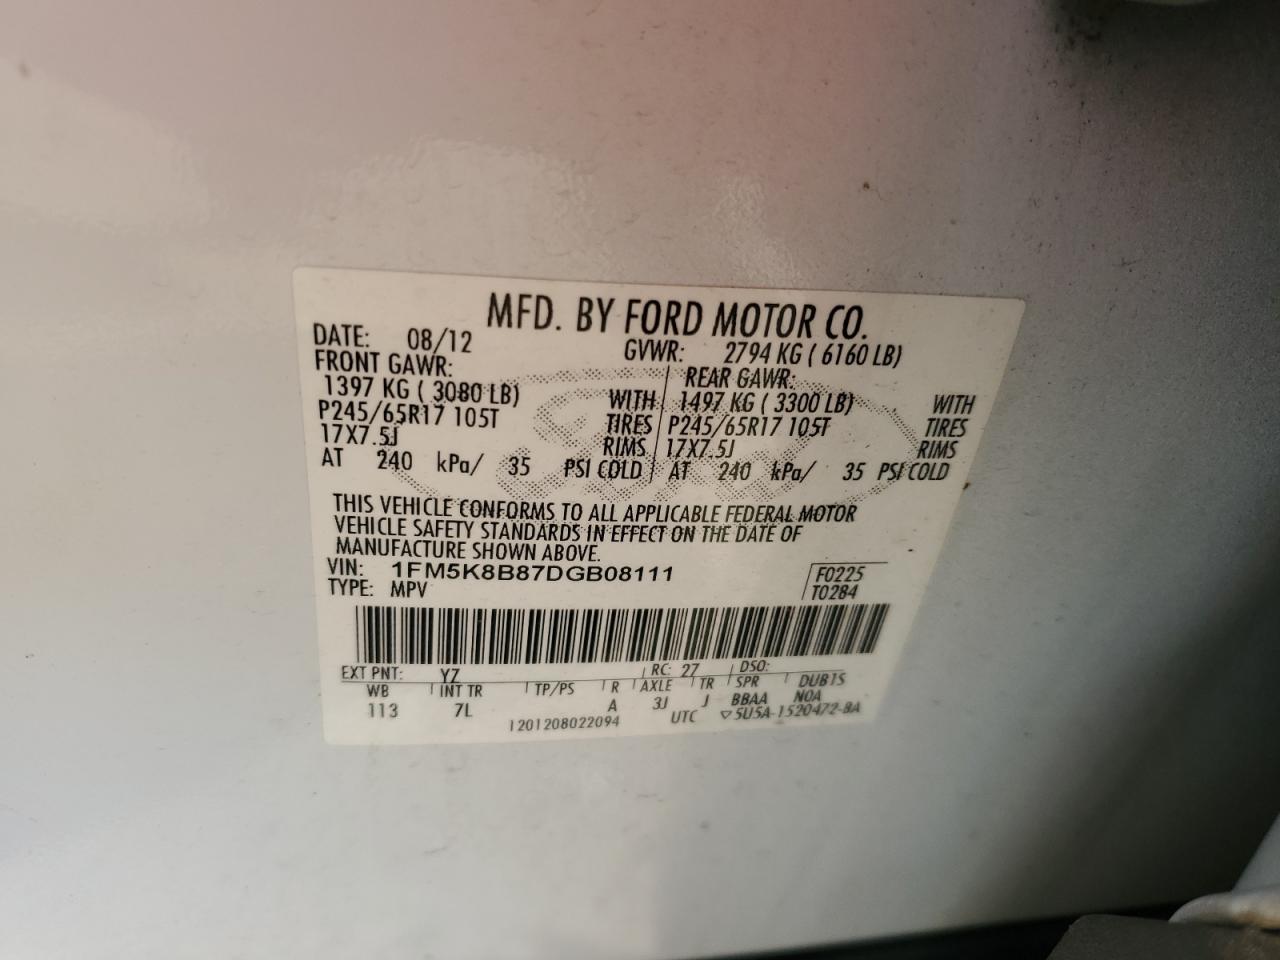 MFD. BY FORD MOTOR CO.
DATE: 08/12 GVWR: 2794 KG ( 6160 LB)
FRONT GAWR: REAR GAWR:
1397 KG ( 3080 LB) WITH 1497 KG ( 3300 LB) WITH
P245/65R17 105T TIRES P245/65R17 105T TIRES
17X7.5J RIMS 17X7.5J RIMS
AT 240 kPa/ 35 PSI COLD AT 240 kPa/ 35 PSI COLD
THIS VEHICLE CONFORMS TO ALL APPLICABLE FEDERAL MOTOR
VEHICLE SAFETY STANDARDS IN EFFECT ON THE DATE OF
MANUFACTURE SHOWN ABOVE.
VIN: 1FM5K8B87DGB08111 F0225
TYPE: MPV T0284
EXT PNT: YZ RC: 27 DSO:
WB INT TR TP/PS R AXLE TR SPR DUB1S
113 7L A 3J J BBAA NOA
1201208022094 UTC ▽5U5A-1520472-BA